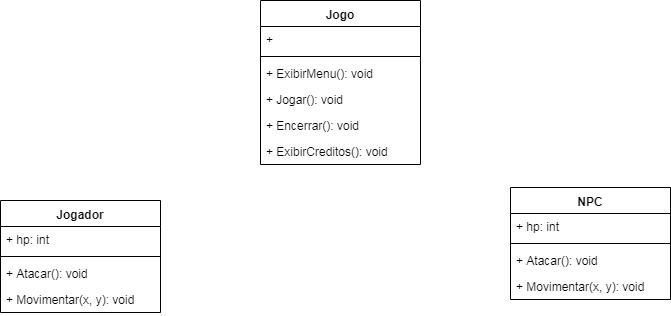 Jogo
+
+ ExibirMenu(): void
+ Jogar(): void
+ Encerrar(): void
+ ExibirCreditos(): void
Jogador
+ hp: int
+ Atacar(): void
+ Movimentar(x, y): void
NPC
+ hp: int
+ Atacar(): void
+ Movimentar(x, y): void